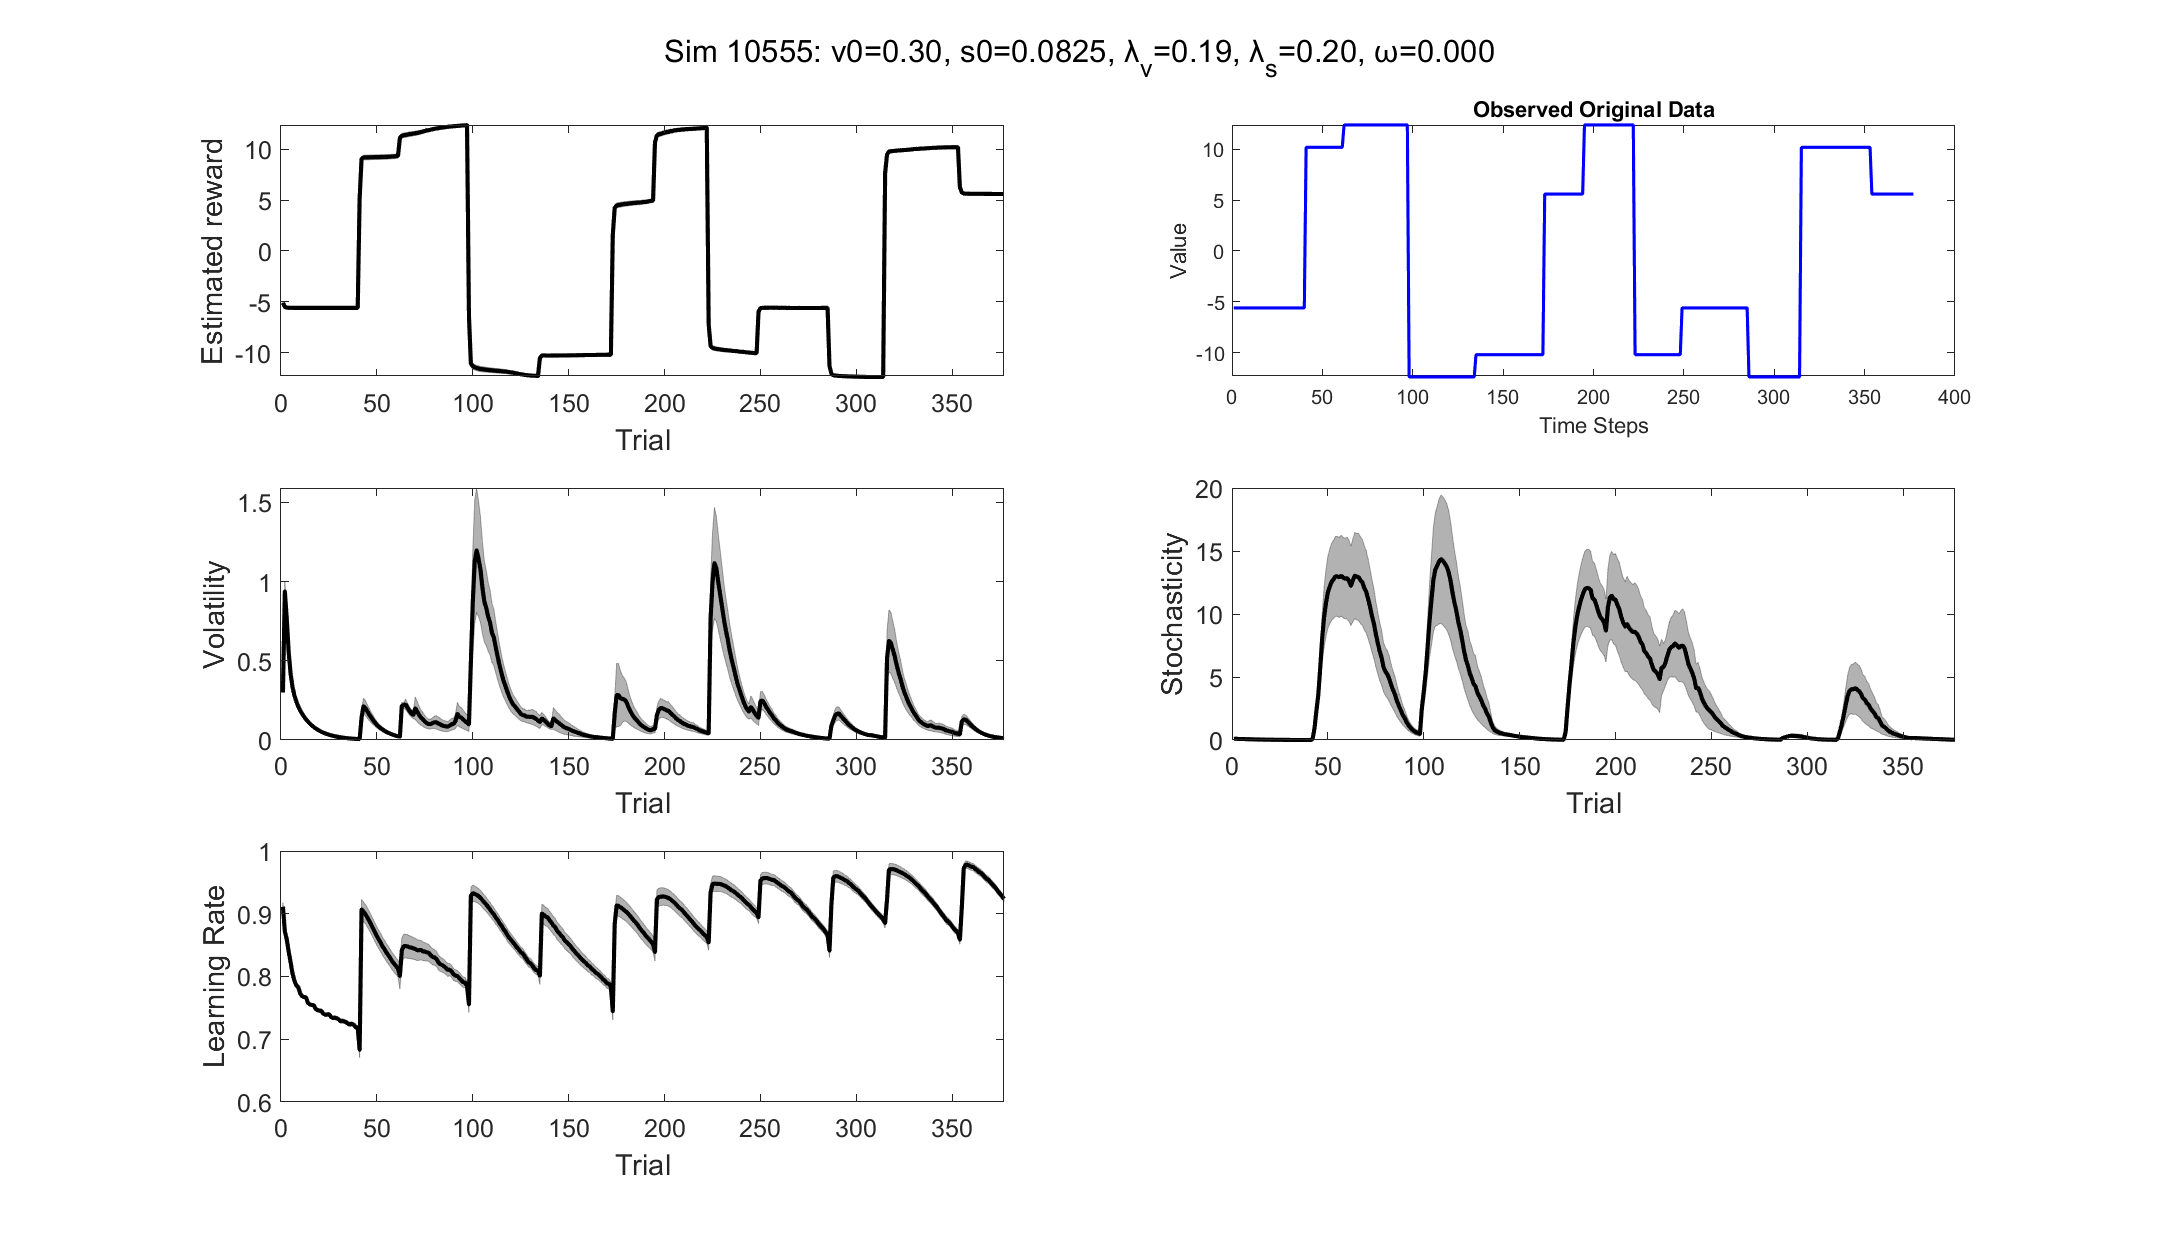 Sim 10555: v0=0.30, s0=0.0825, λv=0.19, λs=0.20, ω=0.000
Estimated reward
10
5
0
-5
-10
0 50 100 150 200 250 300 350
Trial
Observed Original Data
Value
10
5
0
-5
-10
0 50 100 150 200 250 300 350 400
Time Steps
Volatility
1.5
1
0.5
0
0 50 100 150 200 250 300 350
Trial
Stochasticity
20
15
10
5
0
0 50 100 150 200 250 300 350
Trial
Learning Rate
1
0.9
0.8
0.7
0.6
0 50 100 150 200 250 300 350
Trial